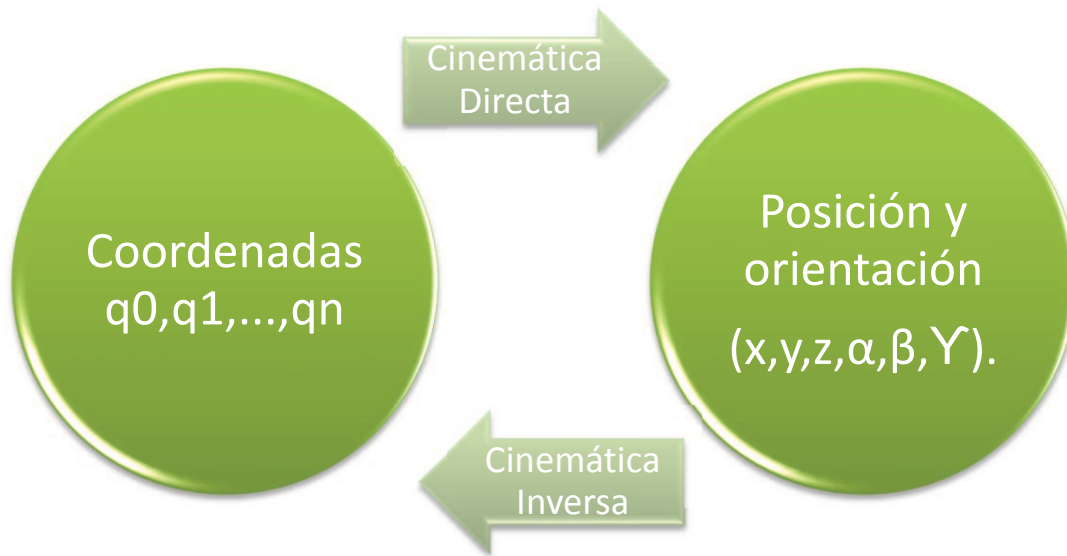 Cinemática
Directa
Coordenadas
q0,q1,...,qn
Posición y
orientación
(x,y,z,α,β,ϒ).
Cinemática
Inversa